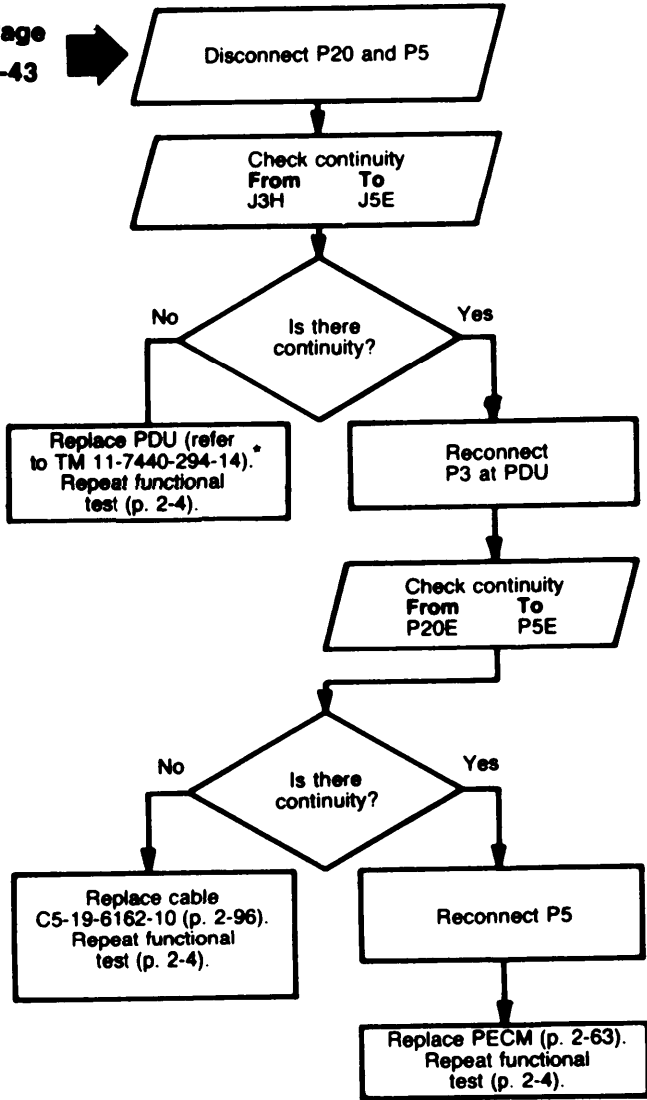 age
-43
Disconnect P20 and P5
Check continuity
From To
J3H J5E
Is there
continuity?
No
Yes
Replace PDU (refer
to TM 11-7440-294-14).*
Repeat functional
test (p. 2-4).
Reconnect
P3 at PDU
Check continuity
From To
P20E P5E
Is there
continuity?
No
Yes
Replace cable
C5-19-6162-10 (p. 2-96).
Repeat functional
test (p. 2-4).
Reconnect P5
Replace PECM (p. 2-63).
Repeat functional
test (p. 2-4).